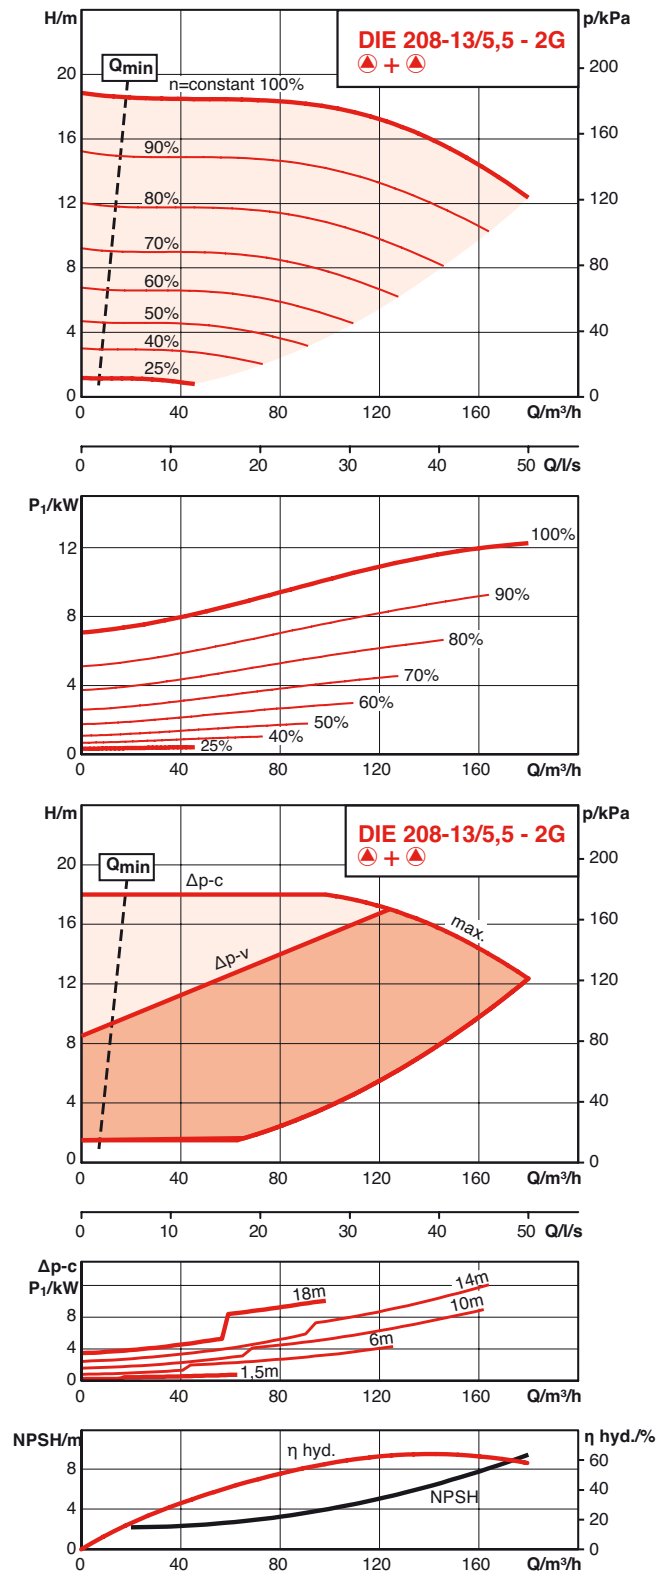 H/m
p/kPa
DIE 208-13/5,5 - 2G
+
Qmin
n=constant 100%
90%
80%
70%
60%
50%
40%
25%
20
16
12
8
4
0
200
160
120
80
40
0
0 40 80 120 160 Q/m³/h
0 10 20 30 40 50 Q/l/s
P₁/kW
12
8
4
0
100%
90%
80%
70%
60%
50%
40%
25%
0 40 80 120 160 Q/m³/h
H/m
p/kPa
DIE 208-13/5,5 - 2G
+
Qmin
Δp-c
Δp-v
max.
20
16
12
8
4
0
200
160
120
80
40
0
0 40 80 120 160 Q/m³/h
0 10 20 30 40 50 Q/l/s
Δp-c
P₁/kW
8
4
0
18m
14m
10m
6m
1,5m
0 40 80 120 160 Q/m³/h
NPSH/m
η hyd./%
η hyd.
NPSH
8
4
0
60
40
20
0
0 40 80 120 160 Q/m³/h